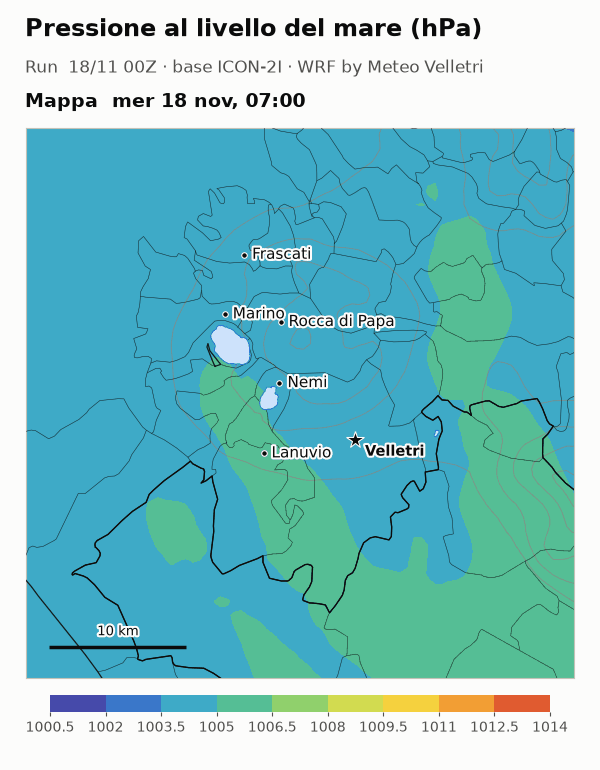 Pressione al livello del mare (hPa)
Run  18/11 00Z · base ICON-2I · WRF by Meteo Velletri
Mappa  mer 18 nov, 07:00
Frascati
Marino
Rocca di Papa
Nemi
Velletri
Lanuvio
10 km
1000.5 1002 1003.5 1005 1006.5 1008 1009.5 1011 1012.5 1014